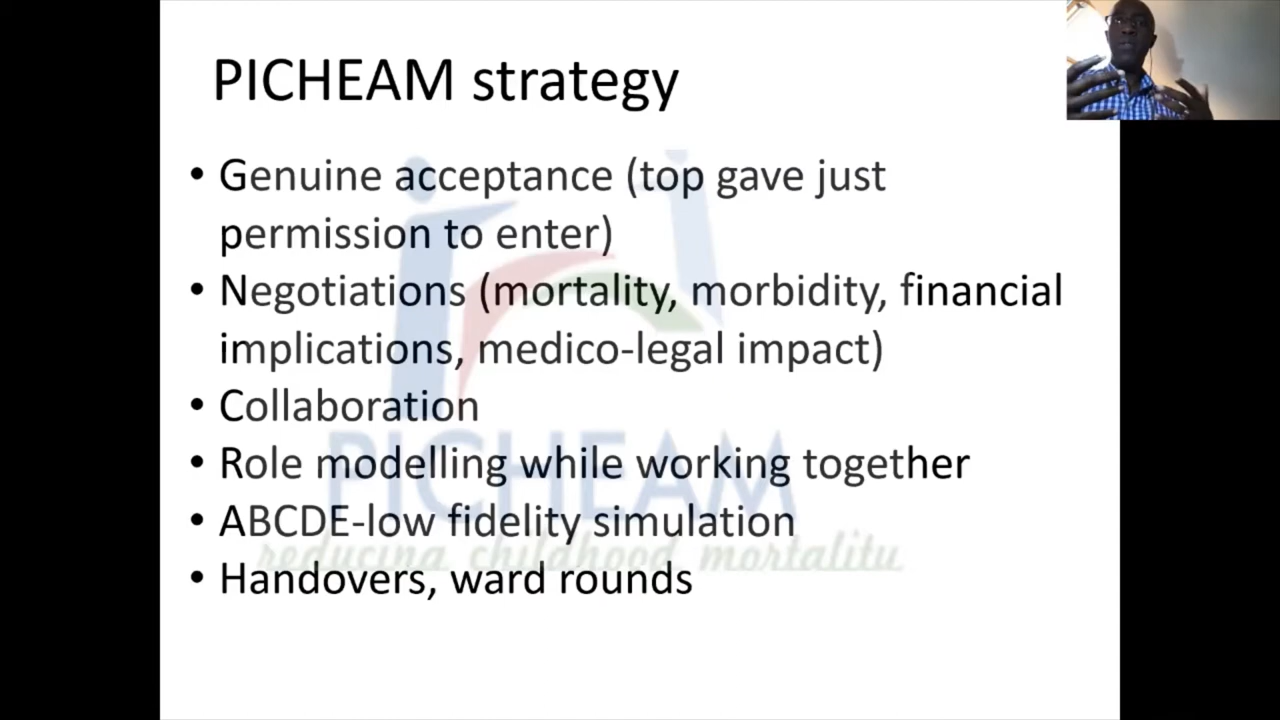 PICHEAM strategy
• Genuine acceptance (top gave just
permission to enter)
• Negotiations (mortality, morbidity, financial
implications, medico-legal impact)
• Collaboration
• Role modelling while working together
• ABCDE-low fidelity simulation
• Handovers, ward rounds
PICHEAM
reducing childhood mortality